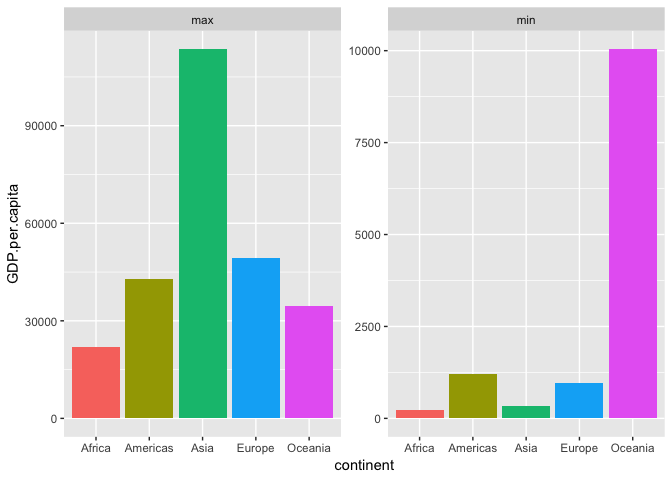 max
min
GDP.per.capita
90000
60000
30000
0
10000
7500
5000
2500
0
Africa Americas Asia Europe Oceania
Africa Americas Asia Europe Oceania
continent